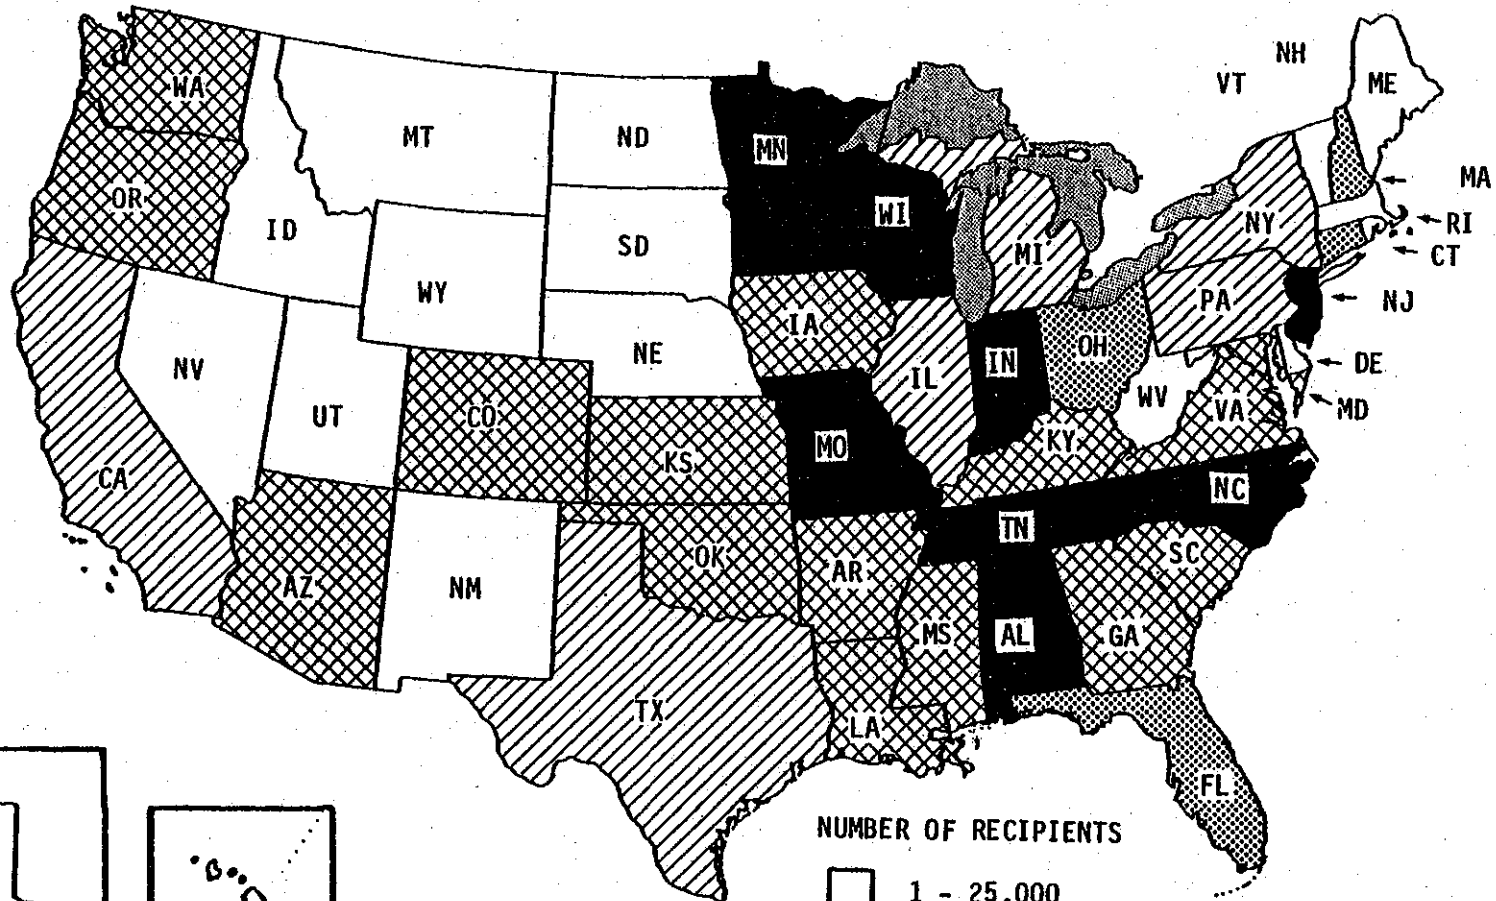 NH
VT
ME
WA
MT
ND
MN
OR
MA
ID
SD
WI
MI
NY
RI
CT
WY
IA
PA
NJ
NV
NE
IL
IN
OH
DE
UT
CO
MO
KY
WV
VA
MD
CA
KS
NC
AZ
NM
OK
AR
TN
SC
MS
AL
GA
TX
LA
FL
NUMBER OF RECIPIENTS
1 - 25,000